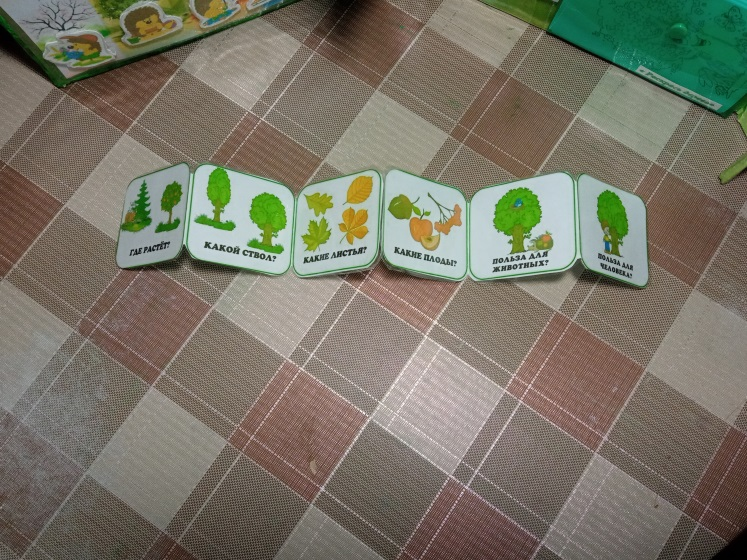 ГДЕ РАСТЁТ?
КАКОЙ СТВОЛ?
КАКИЕ ЛИСТЬЯ?
КАКИЕ ПЛОДЫ?
ПОЛЬЗА ДЛЯ
ЖИВОТНЫХ?
ПОЛЬЗА ДЛЯ
ЧЕЛОВЕКА?